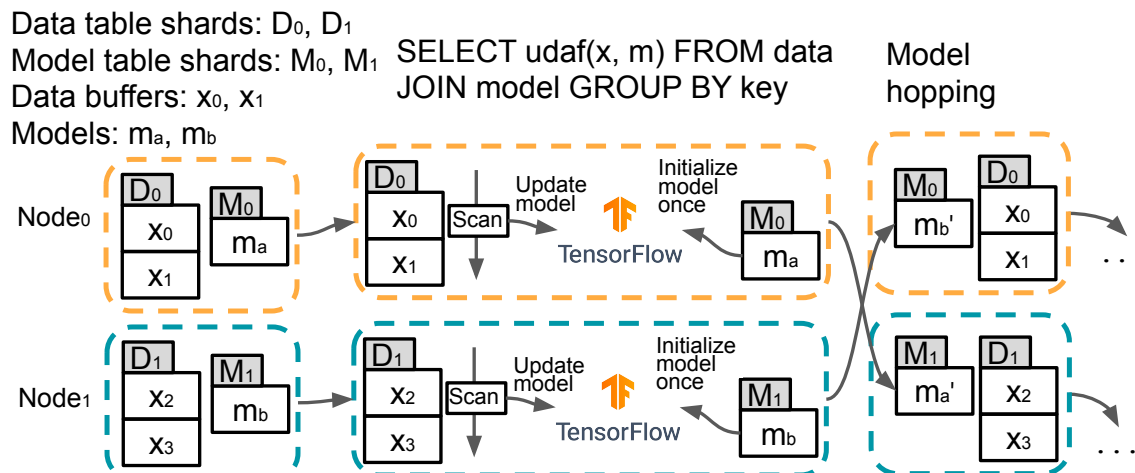 Data table shards: D₀, D₁
Model table shards: M₀, M₁
Data buffers: x₀, x₁
Models: mₐ, m_b
SELECT udaf(x, m) FROM data
JOIN model GROUP BY key
Model
hopping
Node₀
D₀
x₀
x₁
M₀
mₐ
D₀
x₀
x₁
Scan
Update
model
TensorFlow
Initialize
model
once
M₀
mₐ
M₀
m_b'
D₀
x₀
x₁
. .
Node₁
D₁
x₂
x₃
M₁
m_b
D₁
x₂
x₃
Scan
Update
model
TensorFlow
Initialize
model
once
M₁
m_b
M₁
mₐ'
D₁
x₂
x₃
. . .